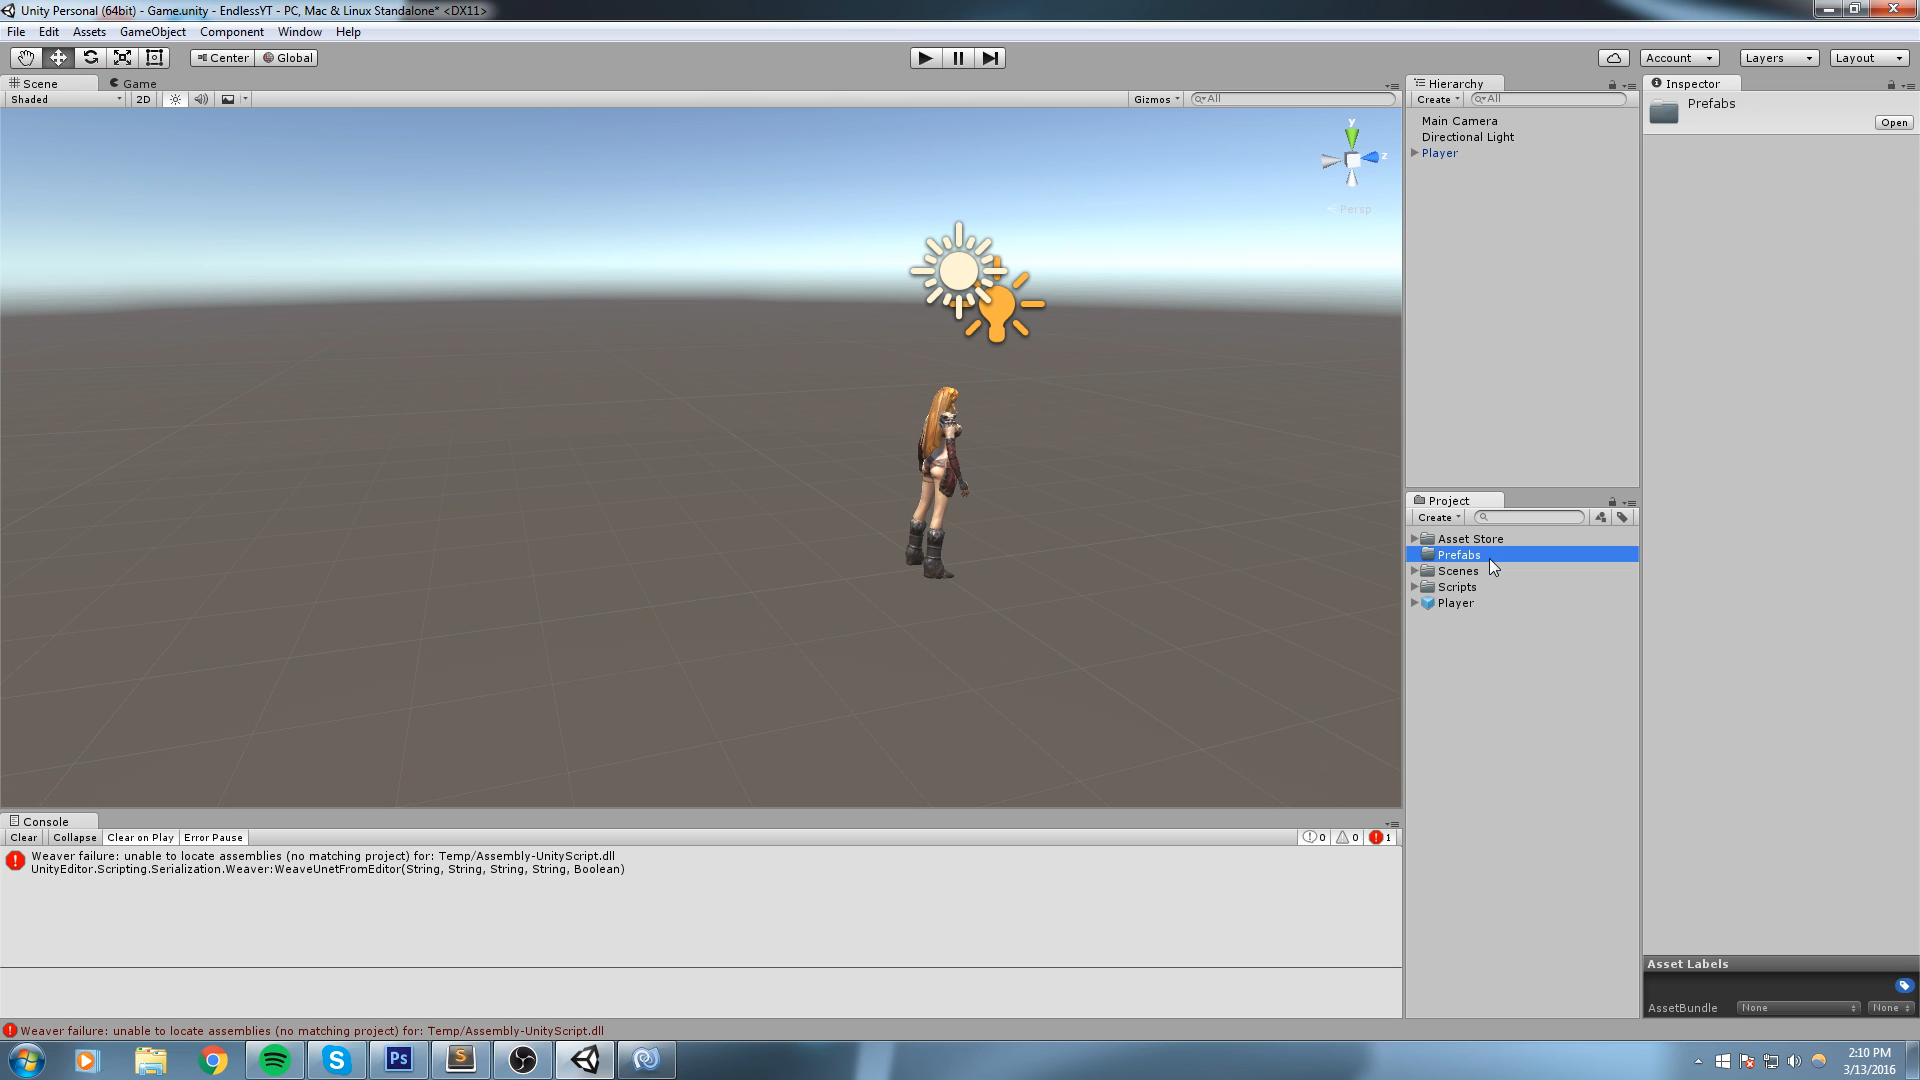 Unity Personal (64bit) - Game.unity - EndlessYT - PC, Mac & Linux Standalone* <DX11>
File Edit Assets GameObject Component Window Help
Center Global Account Layers Layout
Scene Game
Shaded 2D Gizmos All
y
z
Persp
Hierarchy
Create All
Main Camera
Directional Light
Player
Project
Create
Asset Store
Prefabs
Scenes
Scripts
Player
Inspector
Prefabs
Open
Asset Labels
AssetBundle None None
Console
Clear Collapse Clear on Play Error Pause 0 0 1
Weaver failure: unable to locate assemblies (no matching project) for: Temp/Assembly-UnityScript.dll
UnityEditor.Scripting.Serialization.Weaver:WeaveUnetFromEditor(String, String, String, String, Boolean)
Weaver failure: unable to locate assemblies (no matching project) for: Temp/Assembly-UnityScript.dll
Ps
2:10 PM
3/13/2016